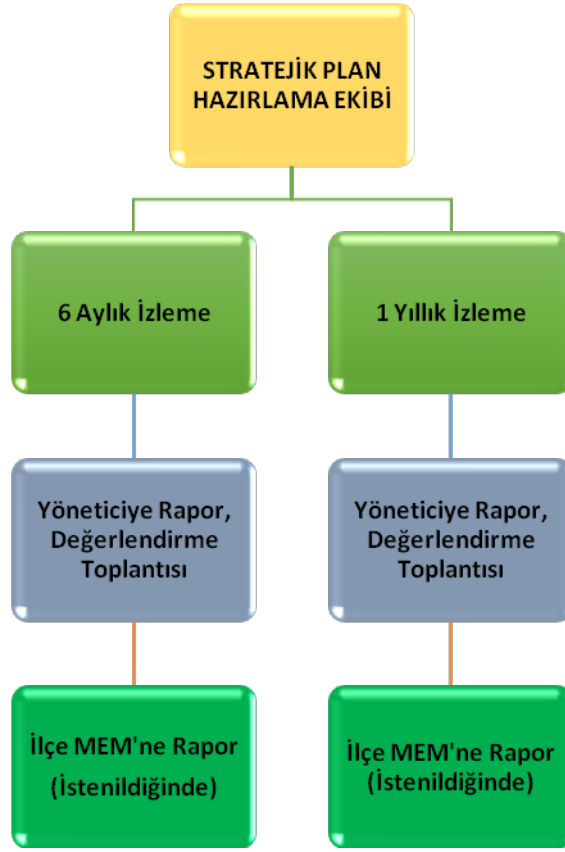 STRATEJİK PLAN
HAZIRLAMA EKİBİ
6 Aylık İzleme
1 Yıllık İzleme
Yöneticiye Rapor,
Değerlendirme
Toplantısı
Yöneticiye Rapor,
Değerlendirme
Toplantısı
İlçe MEM'ne Rapor
(İstenildiğinde)
İlçe MEM'ne Rapor
(İstenildiğinde)